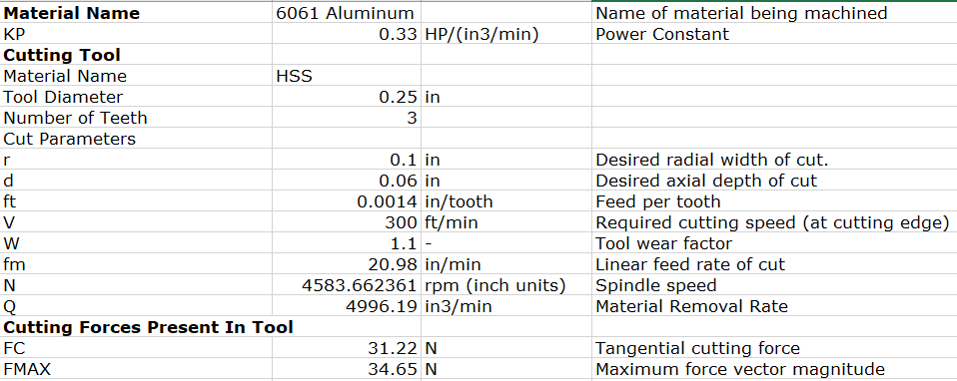 Material Name 6061 Aluminum Name of material being machined
KP 0.33 HP/(in3/min) Power Constant
Cutting Tool
Material Name HSS
Tool Diameter 0.25 in
Number of Teeth 3
Cut Parameters
r 0.1 in Desired radial width of cut.
d 0.06 in Desired axial depth of cut
ft 0.0014 in/tooth Feed per tooth
V 300 ft/min Required cutting speed (at cutting edge)
W 1.1 - Tool wear factor
fm 20.98 in/min Linear feed rate of cut
N 4583.662361 rpm (inch units) Spindle speed
Q 4996.19 in3/min Material Removal Rate
Cutting Forces Present In Tool
FC 31.22 N Tangential cutting force
FMAX 34.65 N Maximum force vector magnitude